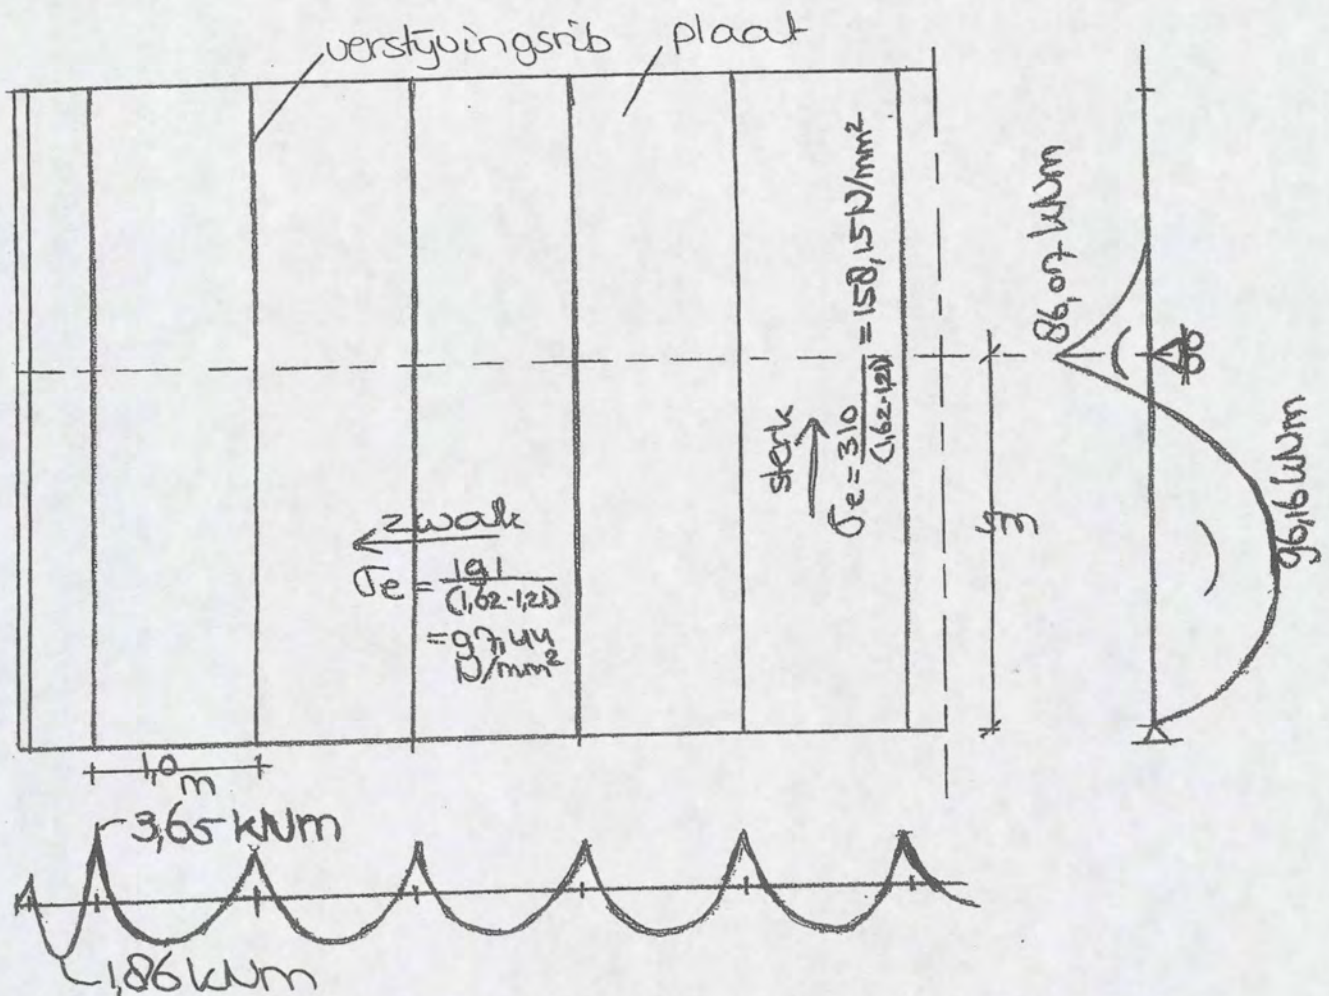 verstijvingsrib
plaat
zwak
σe = 191/(1,62·1,21)
= 97,44
N/mm²
sterk
σe = 310/(1,62·1,21) = 158,15 N/mm²
86,07 kNm
96,16 kNm
1,0 m
3,65 kNm
1,86 kNm